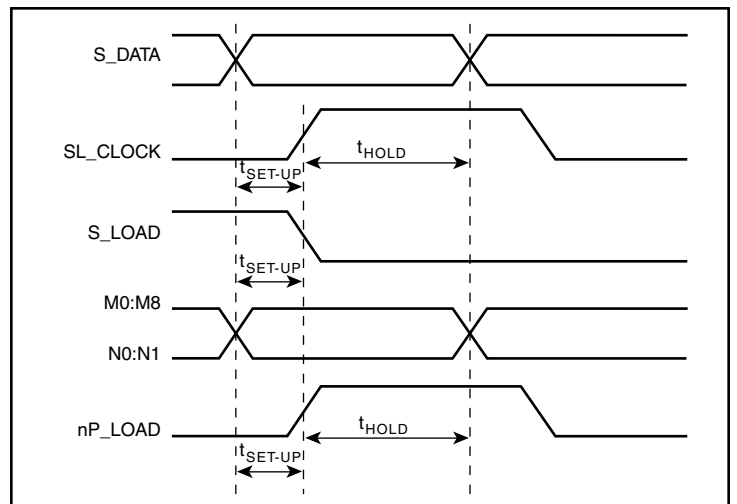 S_DATA
SL_CLOCK
tHOLD
tSET-UP
S_LOAD
tSET-UP
M0:M8
N0:N1
nP_LOAD
tHOLD
tSET-UP